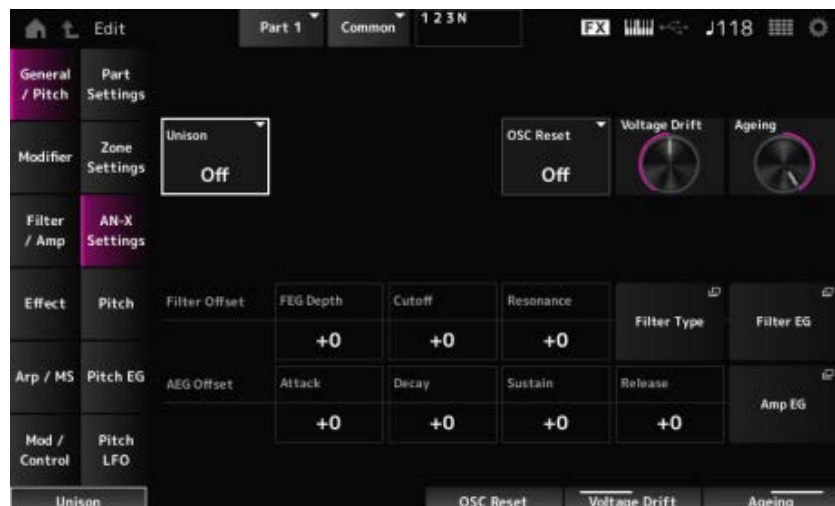 Edit
Part 1
Common
1 2 3 N
FX
♩118
General
/ Pitch
Part
Settings
Modifier
Zone
Settings
Filter
/ Amp
AN-X
Settings
Effect
Pitch
Arp / MS
Pitch EG
Mod /
Control
Pitch
LFO
Unison
Off
OSC Reset
Off
Voltage Drift
Ageing
Filter Offset
FEG Depth
+0
Cutoff
+0
Resonance
+0
Filter Type
Filter EG
AEG Offset
Attack
+0
Decay
+0
Sustain
+0
Release
+0
Amp EG
Unison
OSC Reset
Voltage Drift
Ageing